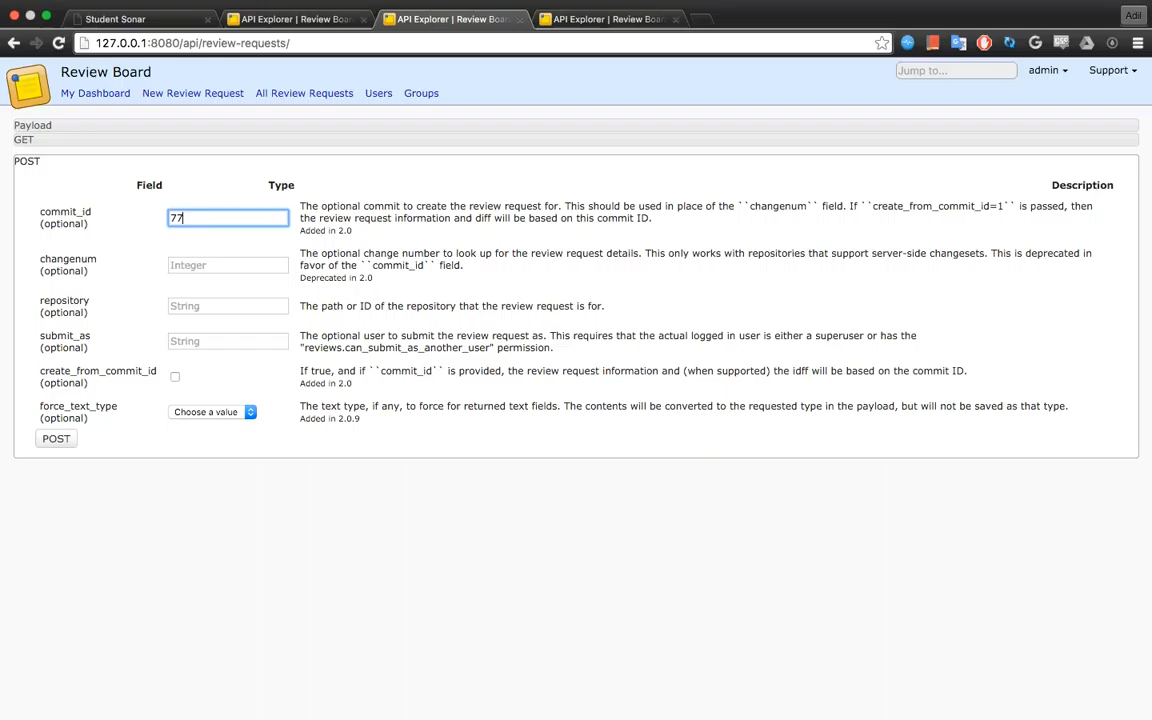 Student Sonar
API Explorer | Review Boar
API Explorer | Review Boar
API Explorer | Review Boar
Adil
127.0.0.1:8080/api/review-requests/
Review Board
Jump to...
admin
Support
My Dashboard New Review Request All Review Requests Users Groups
Payload
GET
POST
Field Type Description
commit_id
(optional)
77
The optional commit to create the review request for. This should be used in place of the ``changenum`` field. If ``create_from_commit_id=1`` is passed, then
the review request information and diff will be based on this commit ID.
Added in 2.0
changenum
(optional)
Integer
The optional change number to look up for the review request details. This only works with repositories that support server-side changesets. This is deprecated in
favor of the ``commit_id`` field.
Deprecated in 2.0
repository
(optional)
String
The path or ID of the repository that the review request is for.
submit_as
(optional)
String
The optional user to submit the review request as. This requires that the actual logged in user is either a superuser or has the
"reviews.can_submit_as_another_user" permission.
create_from_commit_id
(optional)
If true, and if ``commit_id`` is provided, the review request information and (when supported) the idff will be based on the commit ID.
Added in 2.0
force_text_type
(optional)
Choose a value
The text type, if any, to force for returned text fields. The contents will be converted to the requested type in the payload, but will not be saved as that type.
Added in 2.0.9
POST